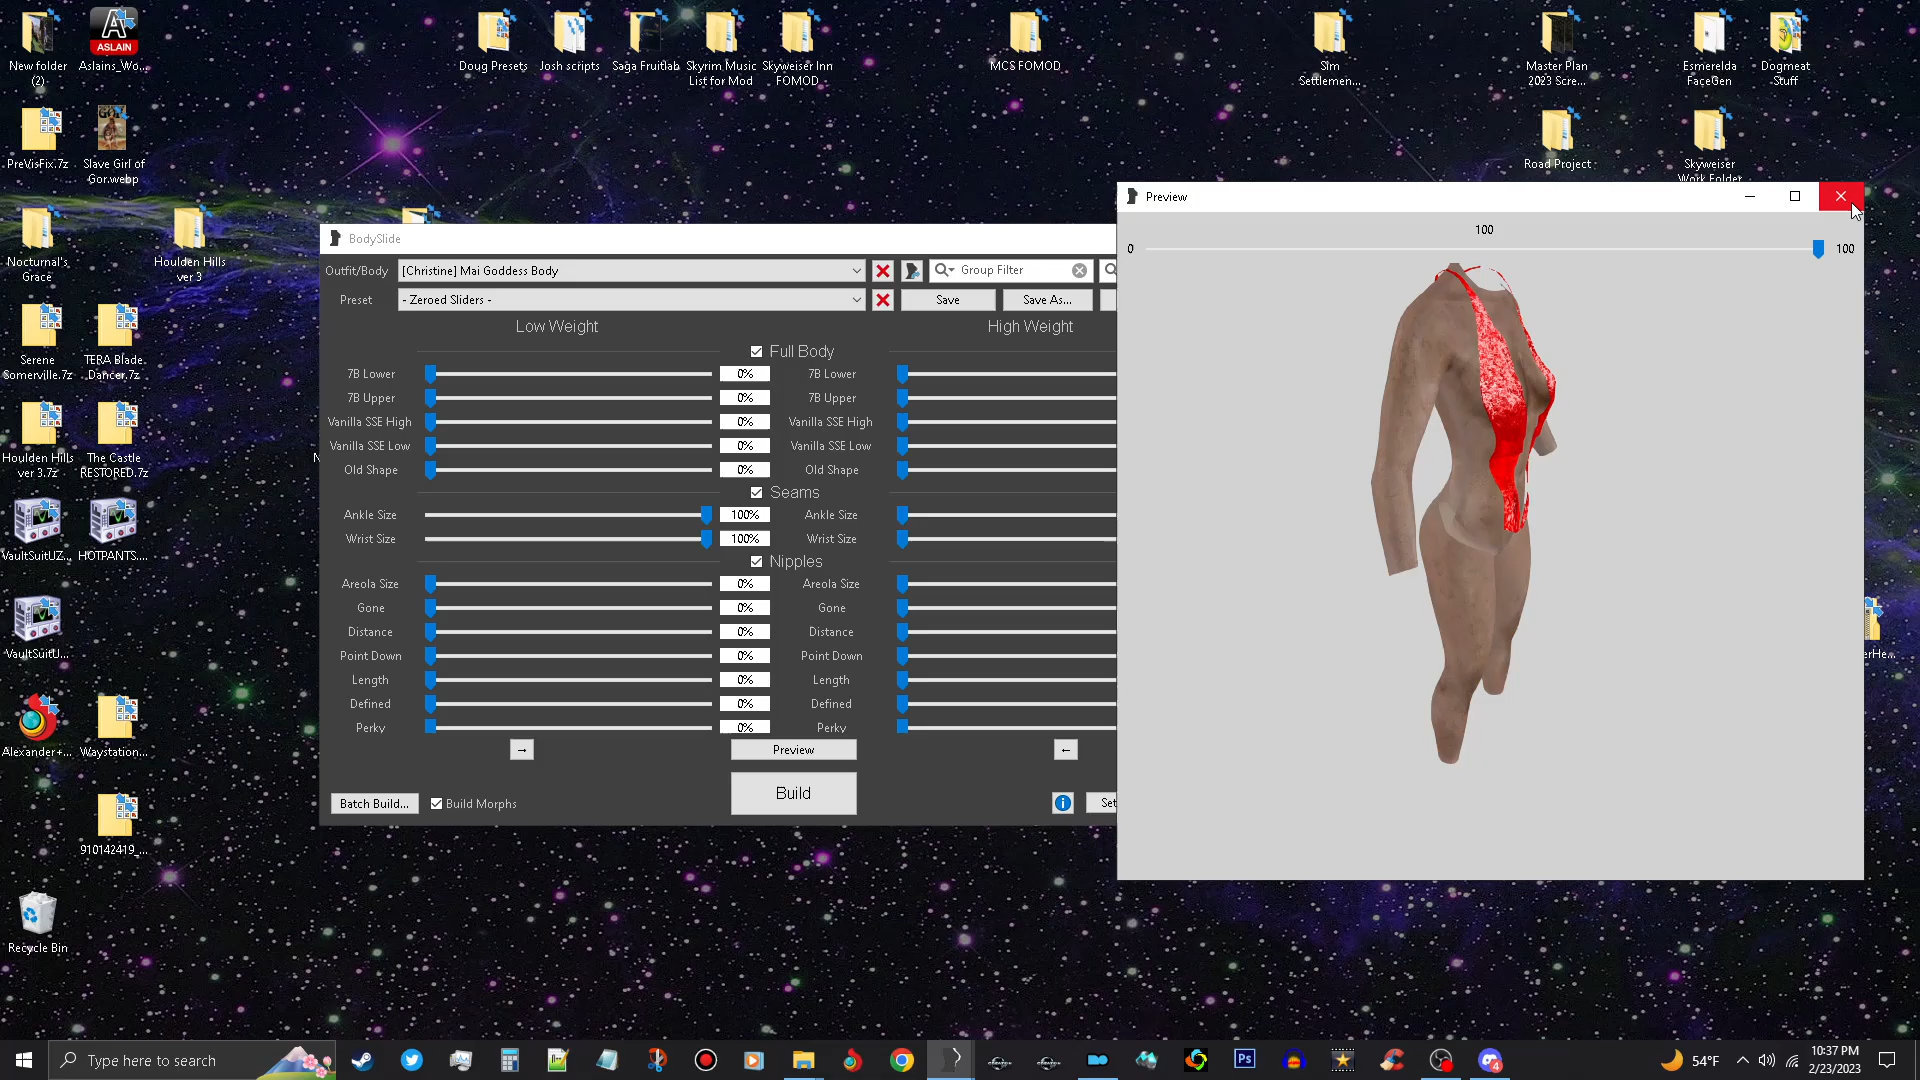 New folder
(2)
Aslains_Wo...
ASLAIN
Doug Presets
Josh scripts
Saga Fruitlab
Skyrim Music
List for Mod
Skyweiser Inn
FOMOD
MCS FOMOD
Sim
Settlemen...
Master Plan
2023 Scre...
Esmerelda
FaceGen
Dogmeat
Stuff
PreVisFix.7z
Slave Girl of
Gor.webp
Road Project
Skyweiser
Work Folder
Nocturnal's
Grace
Houlden Hills
ver 3
Serene
Somerville.7z
TERA Blade
Dancer.7z
Houlden Hills
ver 3.7z
The Castle
RESTORED.7z
VaultSuitUZ...
HOTPANTS....
VaultSuitU...
Alexander+...
Waystation...
910142419_...
Recycle Bin
erHe...
BodySlide
Outfit/Body
[Christine] Mai Goddess Body
Group Filter
Preset
- Zeroed Sliders -
Save
Save As...
Low Weight
High Weight
Full Body
7B Lower
0%
7B Lower
7B Upper
0%
7B Upper
Vanilla SSE High
0%
Vanilla SSE High
Vanilla SSE Low
0%
Vanilla SSE Low
Old Shape
0%
Old Shape
Seams
Ankle Size
100%
Ankle Size
Wrist Size
100%
Wrist Size
Nipples
Areola Size
0%
Areola Size
Gone
0%
Gone
Distance
0%
Distance
Point Down
0%
Point Down
Length
0%
Length
Defined
0%
Defined
Perky
0%
Perky
→
Preview
←
Batch Build...
Build Morphs
Build
Set
Preview
100
0
100
Type here to search
Ps
4
54°F
10:37 PM
2/23/2023